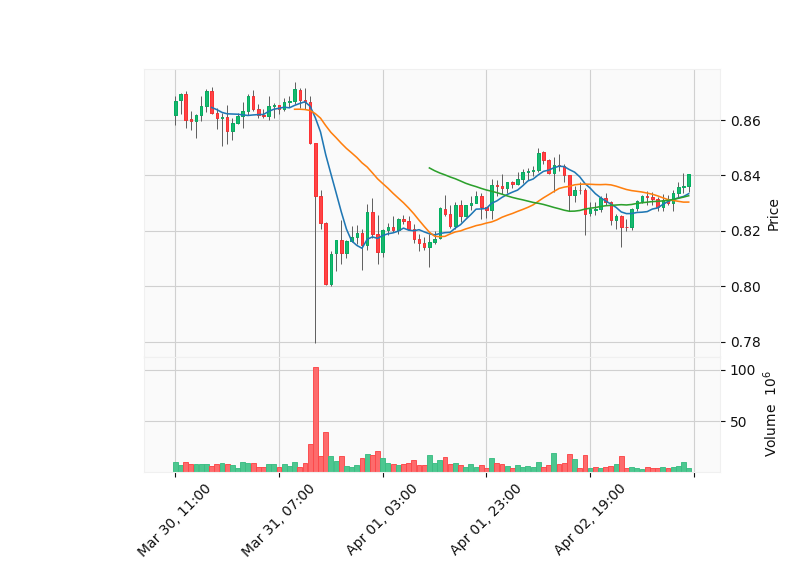 0.86
0.84
0.82
0.80
0.78
Price
100
50
Volume 10^6
Mar 30, 11:00
Mar 31, 07:00
Apr 01, 03:00
Apr 01, 23:00
Apr 02, 19:00